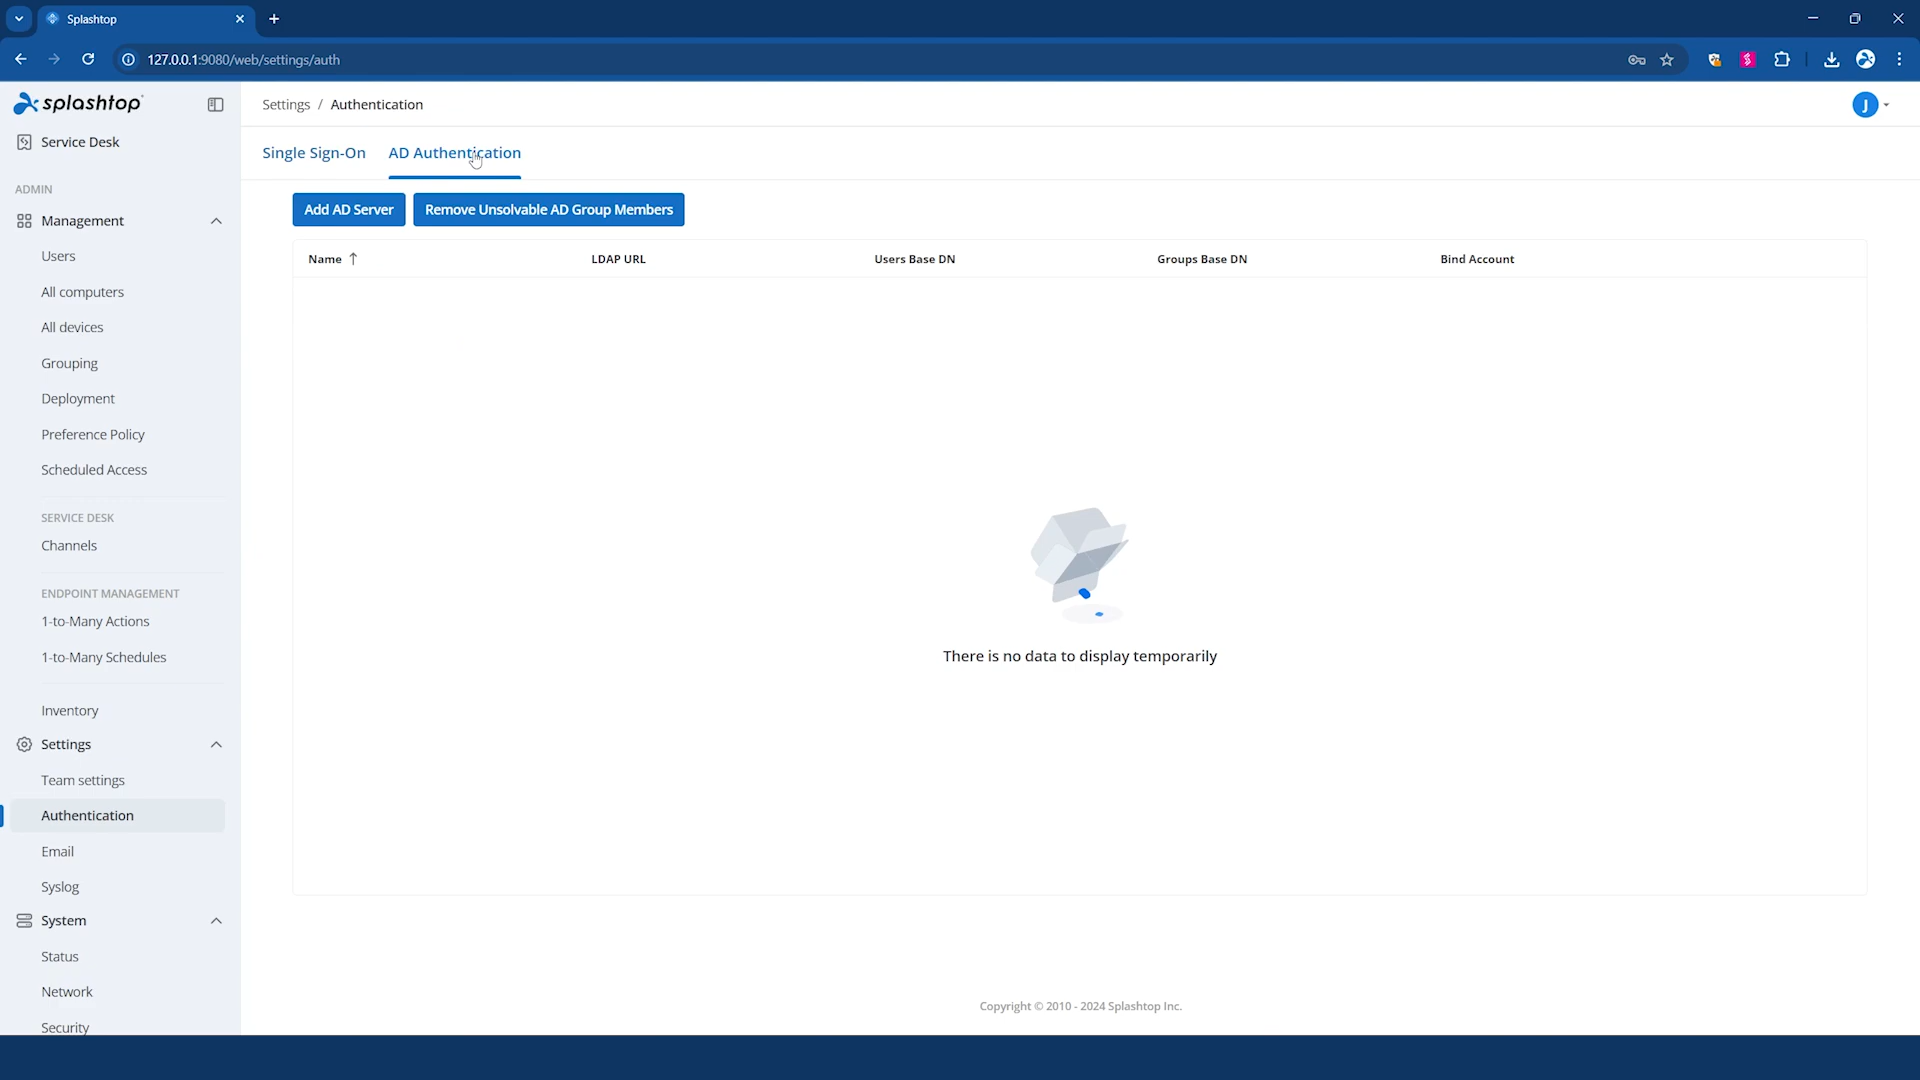 Splashtop
127.0.0.1:9080/web/settings/auth
splashtop
Settings / Authentication
J
Service Desk
Single Sign-On AD Authentication
ADMIN
Add AD Server Remove Unsolvable AD Group Members
Management
Users
Name LDAP URL Users Base DN Groups Base DN Bind Account
All computers
All devices
Grouping
Deployment
Preference Policy
Scheduled Access
SERVICE DESK
Channels
ENDPOINT MANAGEMENT
1-to-Many Actions
1-to-Many Schedules
There is no data to display temporarily
Inventory
Settings
Team settings
Authentication
Email
Syslog
System
Status
Network
Security
Copyright © 2010 - 2024 Splashtop Inc.